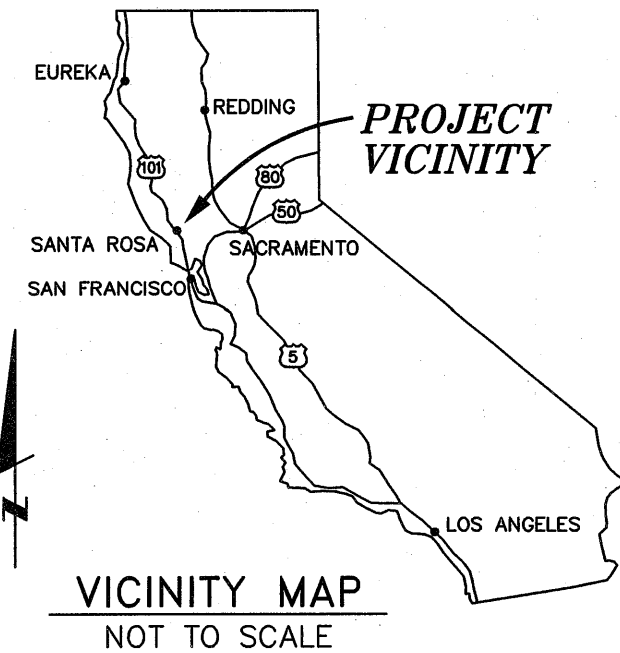 EUREKA
REDDING
PROJECT
VICINITY
101
80
50
SANTA ROSA
SACRAMENTO
SAN FRANCISCO
5
N
LOS ANGELES
VICINITY MAP
NOT TO SCALE